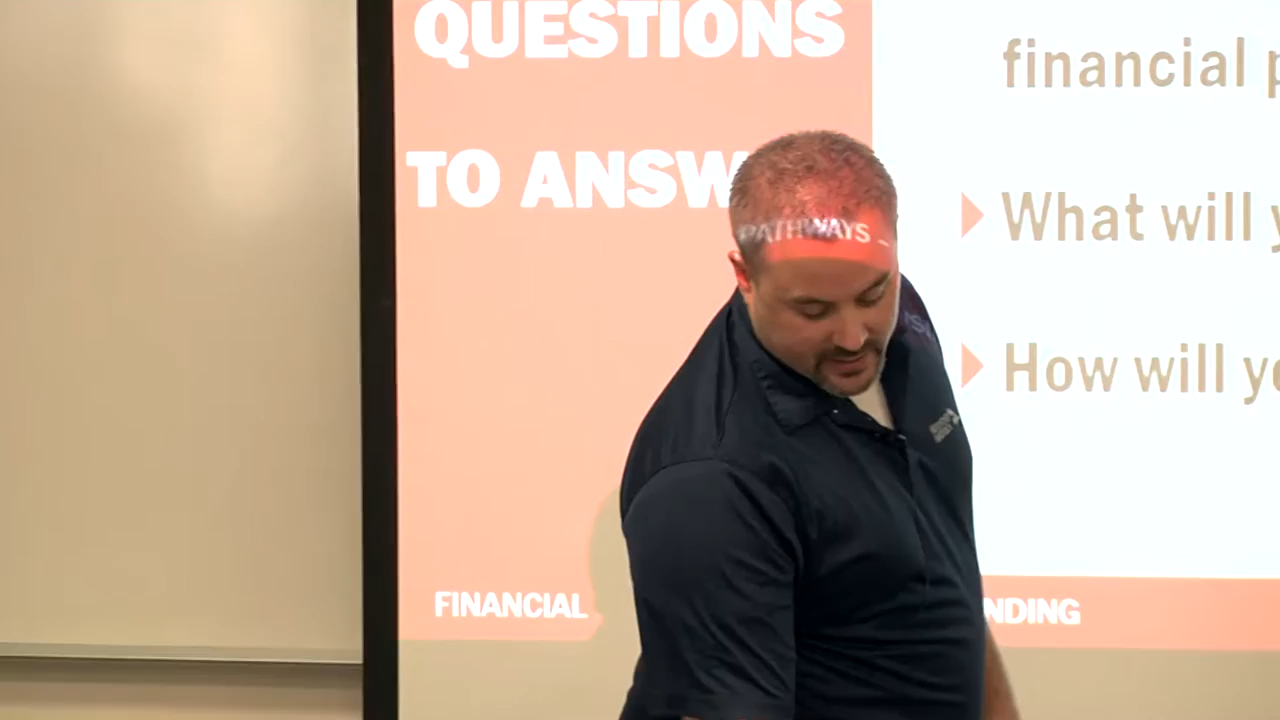 QUESTIONS
TO ANSW
financial p
What will y
How will yo
FINANCIAL
PATHWAYS –
NDING